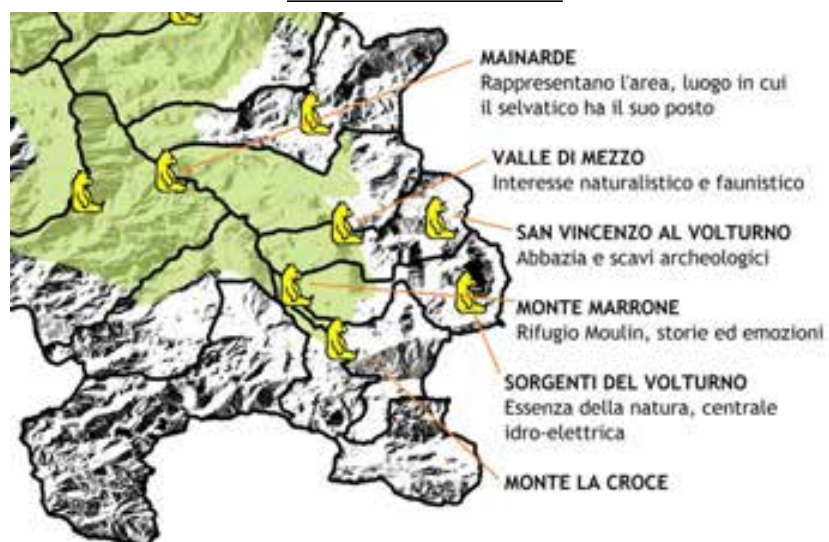 MAINARDE
Rappresentano l'area, luogo in cui
il selvatico ha il suo posto
VALLE DI MEZZO
Interesse naturalistico e faunistico
SAN VINCENZO AL VOLTURNO
Abbazia e scavi archeologici
MONTE MARRONE
Rifugio Moulin, storie ed emozioni
SORGENTI DEL VOLTURNO
Essenza della natura, centrale
idro-elettrica
MONTE LA CROCE